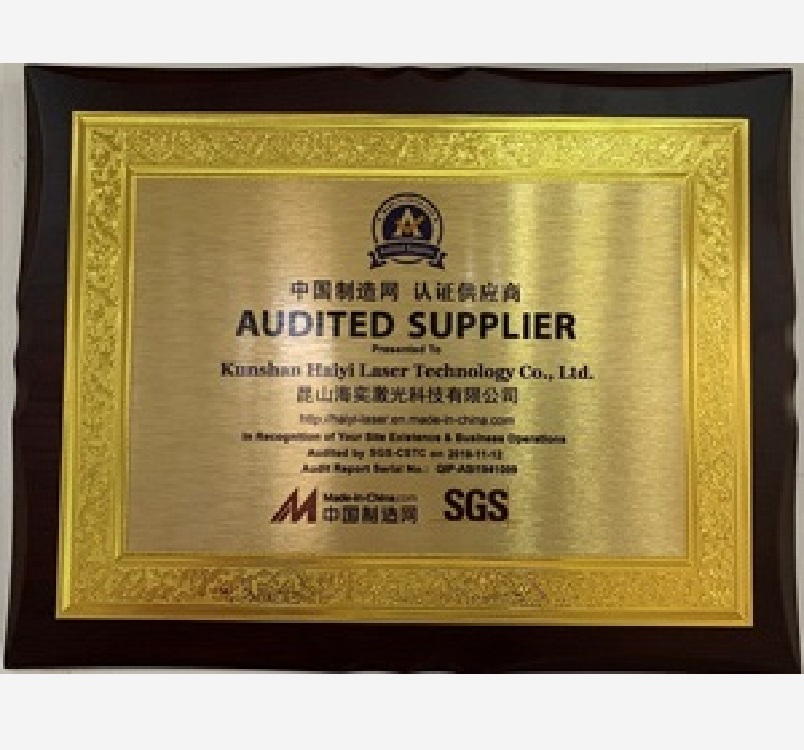 中国制造网 认证供应商
AUDITED SUPPLIER
Presented To
Kunshan Haiyi Laser Technology Co., Ltd.
昆山海奕激光科技有限公司
http://haiyi-laser.en.made-in-china.com
In Recognition of Your Site Existence & Business Operations
Audited by SGS-CSTC on
Audit Report Serial No.:
Made-in-China.com
中国制造网
SGS